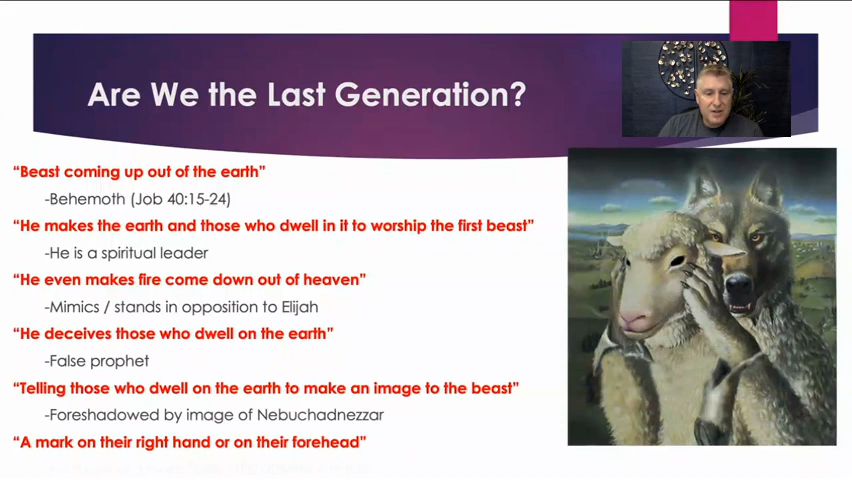 Are We the Last Generation?
“Beast coming up out of the earth”
-Behemoth (Job 40:15-24)
“He makes the earth and those who dwell in it to worship the first beast”
-He is a spiritual leader
“He even makes fire come down out of heaven”
-Mimics / stands in opposition to Elijah
“He deceives those who dwell on the earth”
-False prophet
“Telling those who dwell on the earth to make an image to the beast”
-Foreshadowed by image of Nebuchadnezzar
“A mark on their right hand or on their forehead”